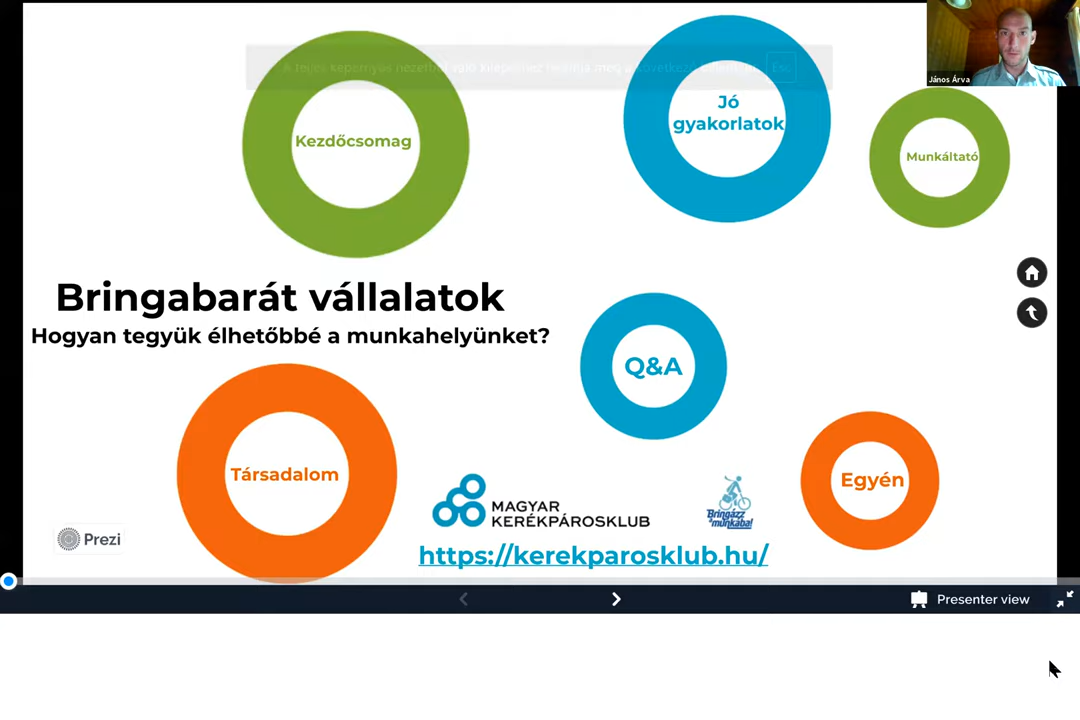 János Árva
Kezdőcsomag
Jó
gyakorlatok
Munkáltató
Bringabarát vállalatok
Hogyan tegyük élhetőbbé a munkahelyünket?
Q&A
Társadalom
Egyén
MAGYAR
KERÉKPÁROSKLUB
Bringázz
a munkába!
https://kerekparosklub.hu/
Prezi
Presenter view